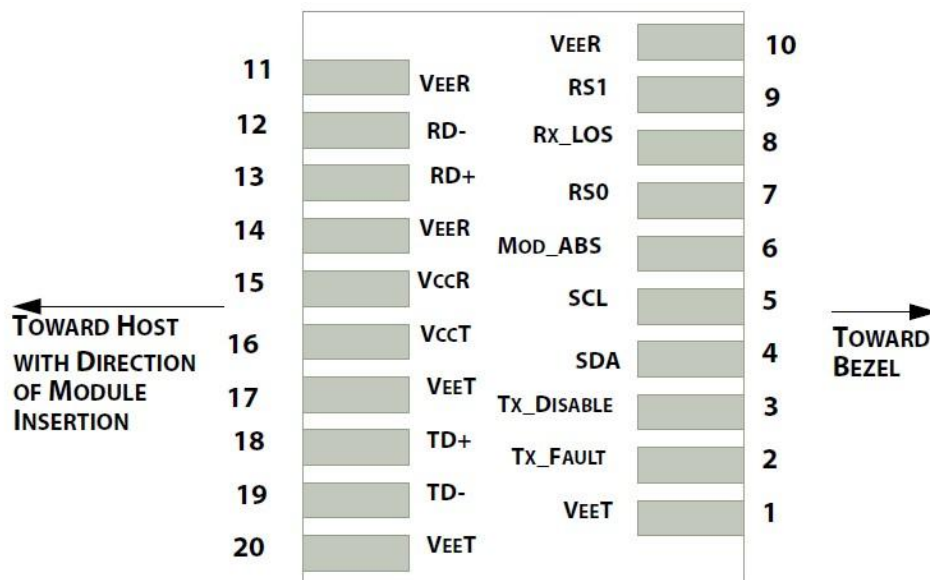 11 VEER
12 RD-
13 RD+
14 VEER
15 VCCR
16 VCCT
17 VEET
18 TD+
19 TD-
20 VEET
VEER 10
RS1 9
RX_LOS 8
RS0 7
MOD_ABS 6
SCL 5
SDA 4
TX_DISABLE 3
TX_FAULT 2
VEET 1
TOWARD HOST
WITH DIRECTION
OF MODULE
INSERTION
TOWARD
BEZEL